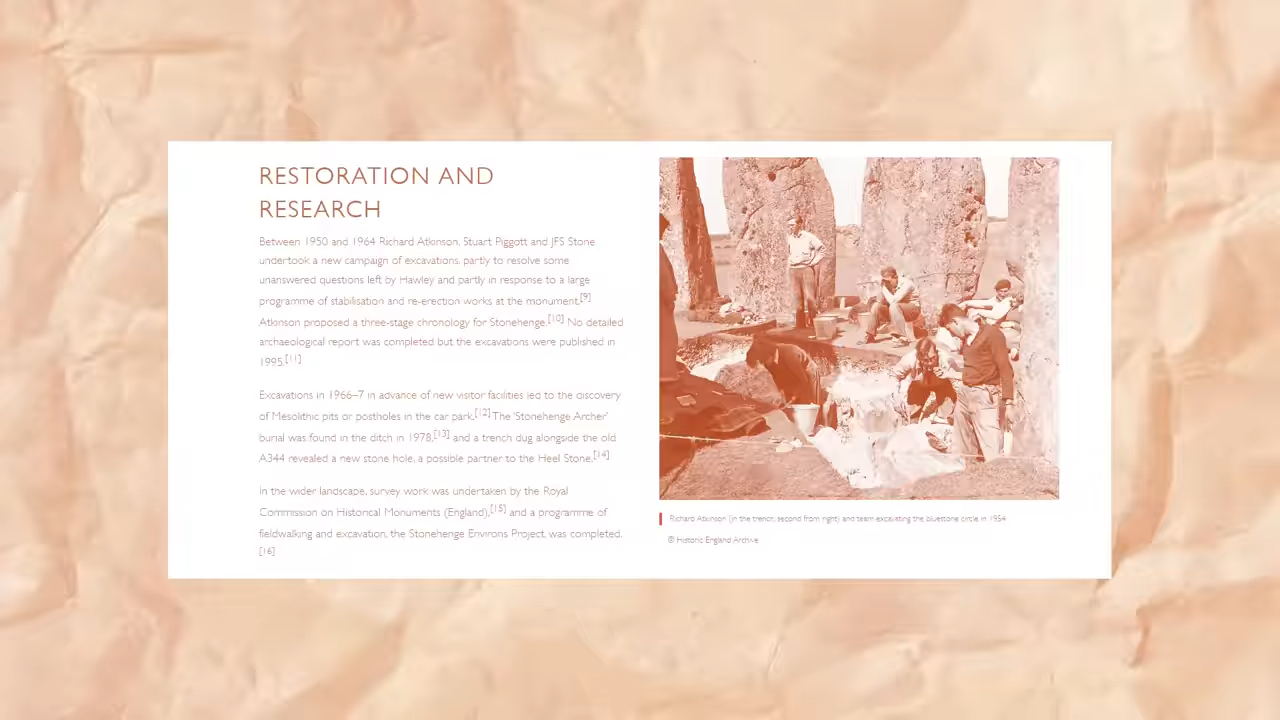 RESTORATION AND
RESEARCH
Between 1950 and 1964 Richard Atkinson, Stuart Piggott and JFS Stone
undertook a new campaign of excavations, partly to resolve some
unanswered questions left by Hawley and partly in response to a large
programme of stabilisation and re-erection works at the monument.[9]
Atkinson proposed a three-stage chronology for Stonehenge.[10] No detailed
archaeological report was completed but the excavations were published in
1995.[11]
Excavations in 1966–7 in advance of new visitor facilities led to the discovery
of Mesolithic pits or postholes in the car park.[12] The 'Stonehenge Archer'
burial was found in the ditch in 1978,[13] and a trench dug alongside the old
A344 revealed a new stone hole, a possible partner to the Heel Stone.[14]
In the wider landscape, survey work was undertaken by the Royal
Commission on Historical Monuments (England),[15] and a programme of
fieldwalking and excavation, the Stonehenge Environs Project, was completed.
[16]
Richard Atkinson (in the trench, second from right) and team excavating the bluestone circle in 1954
© Historic England Archive